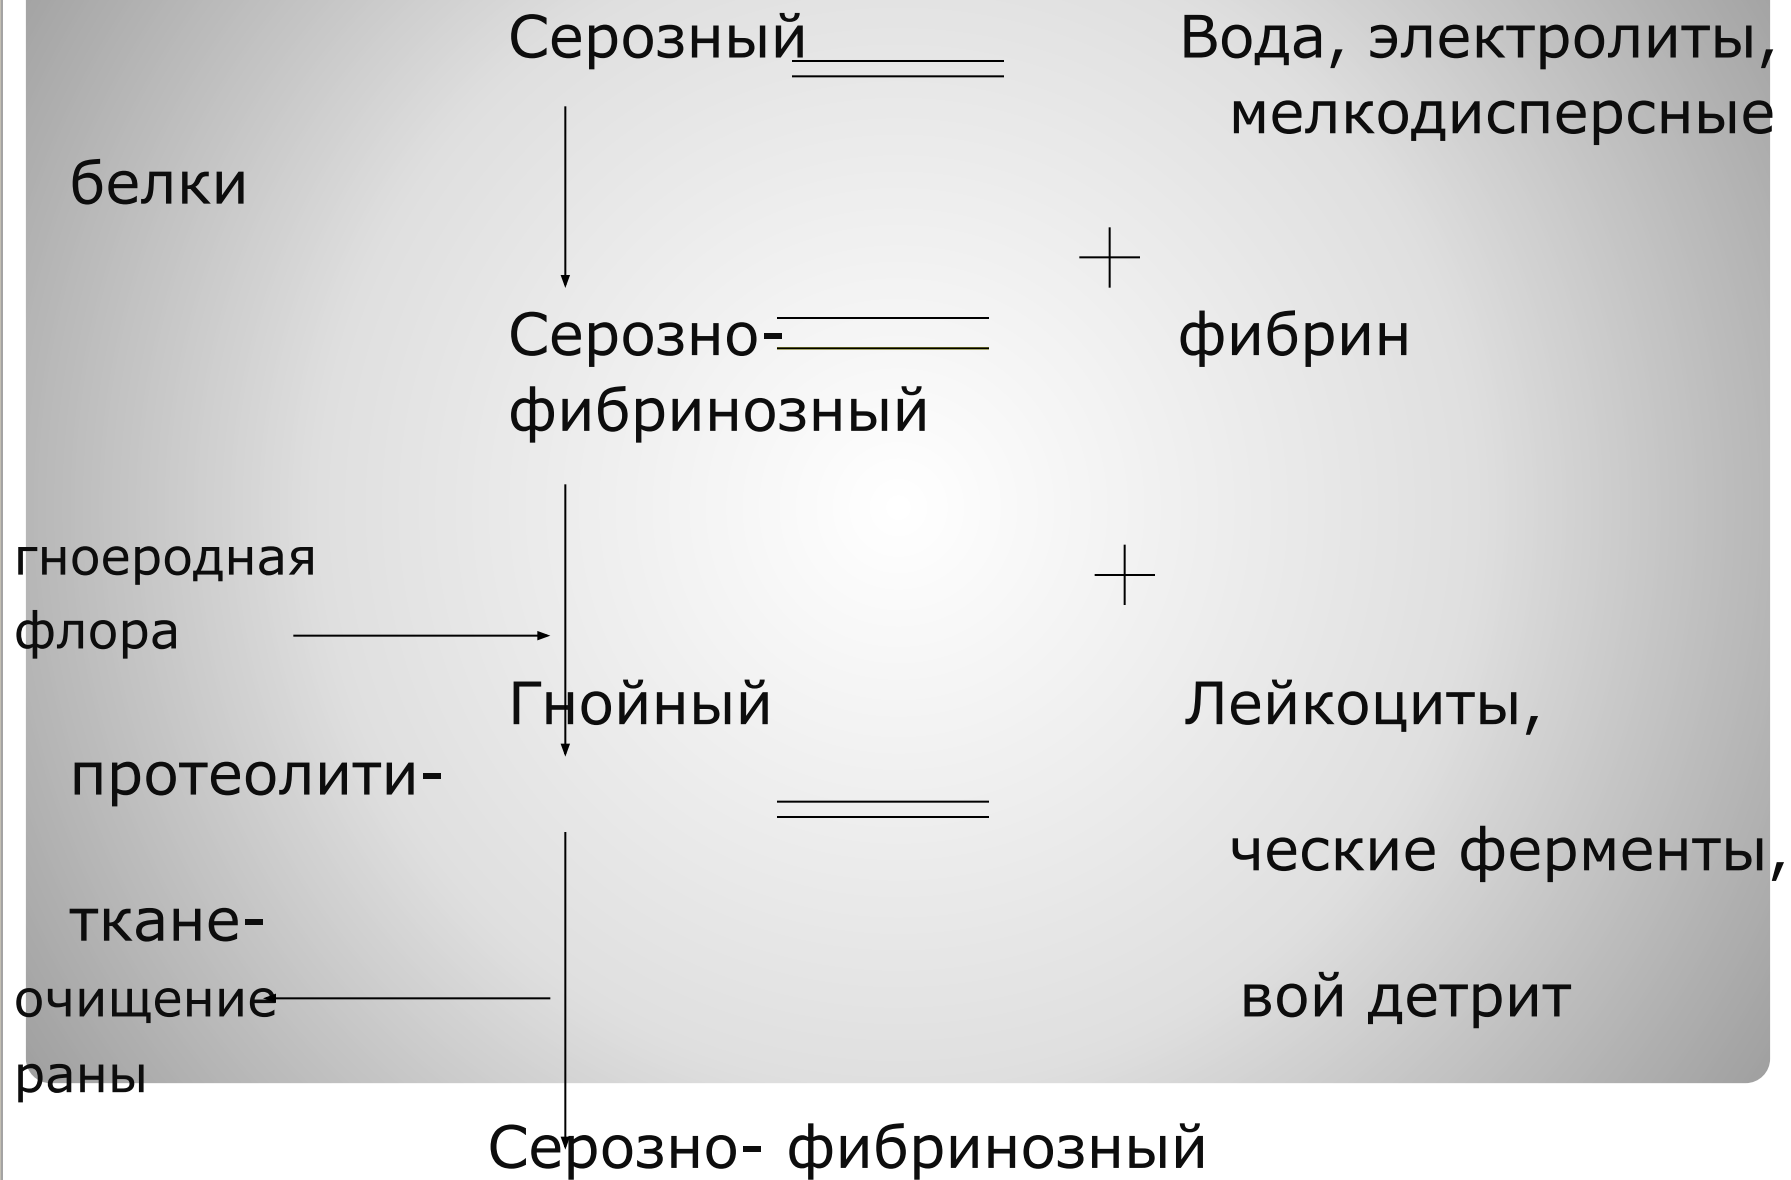 Серозный Вода, электролиты,
мелкодисперсные
белки
Серозно- фибрин
фибринозный
гноеродная
флора
Гнойный Лейкоциты,
протеолити-
ческие ферменты,
ткане-
очищение вой детрит
раны
Серозно- фибринозный